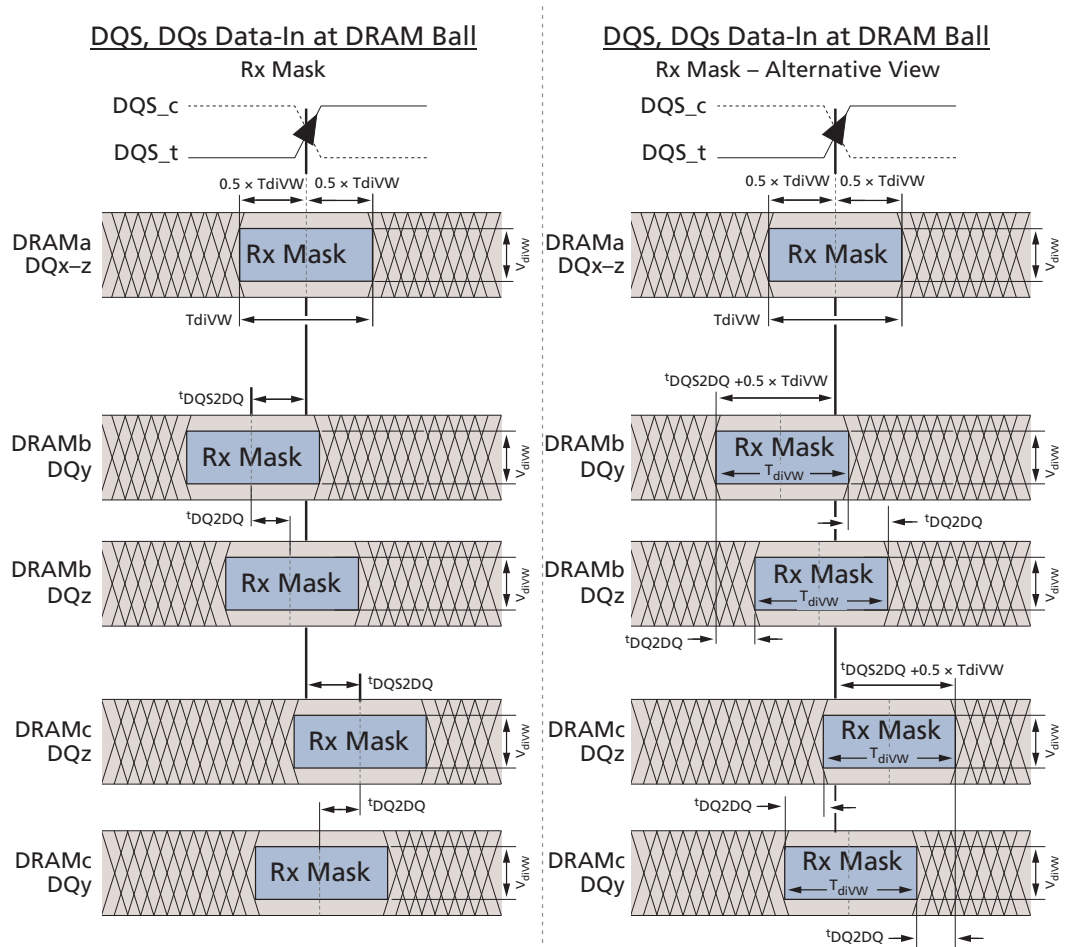 DQS, DQs Data-In at DRAM Ball
Rx Mask
DQS_c
DQS_t
0.5 × TdiVW
0.5 × TdiVW
DRAMa
DQx–z
Rx Mask
VdiVW
TdiVW
tDQS2DQ
DRAMb
DQy
Rx Mask
VdiVW
tDQ2DQ
DRAMb
DQz
Rx Mask
VdiVW
tDQS2DQ
DRAMc
DQz
Rx Mask
VdiVW
tDQ2DQ
DRAMc
DQy
Rx Mask
VdiVW
DQS, DQs Data-In at DRAM Ball
Rx Mask – Alternative View
DQS_c
DQS_t
0.5 × TdiVW
0.5 × TdiVW
DRAMa
DQx–z
Rx Mask
VdiVW
TdiVW
tDQS2DQ +0.5 × TdiVW
DRAMb
DQy
Rx Mask
TdiVW
VdiVW
tDQ2DQ
DRAMb
DQz
Rx Mask
TdiVW
VdiVW
tDQ2DQ
tDQS2DQ +0.5 × TdiVW
DRAMc
DQz
Rx Mask
TdiVW
VdiVW
tDQ2DQ
DRAMc
DQy
Rx Mask
TdiVW
VdiVW
tDQ2DQ